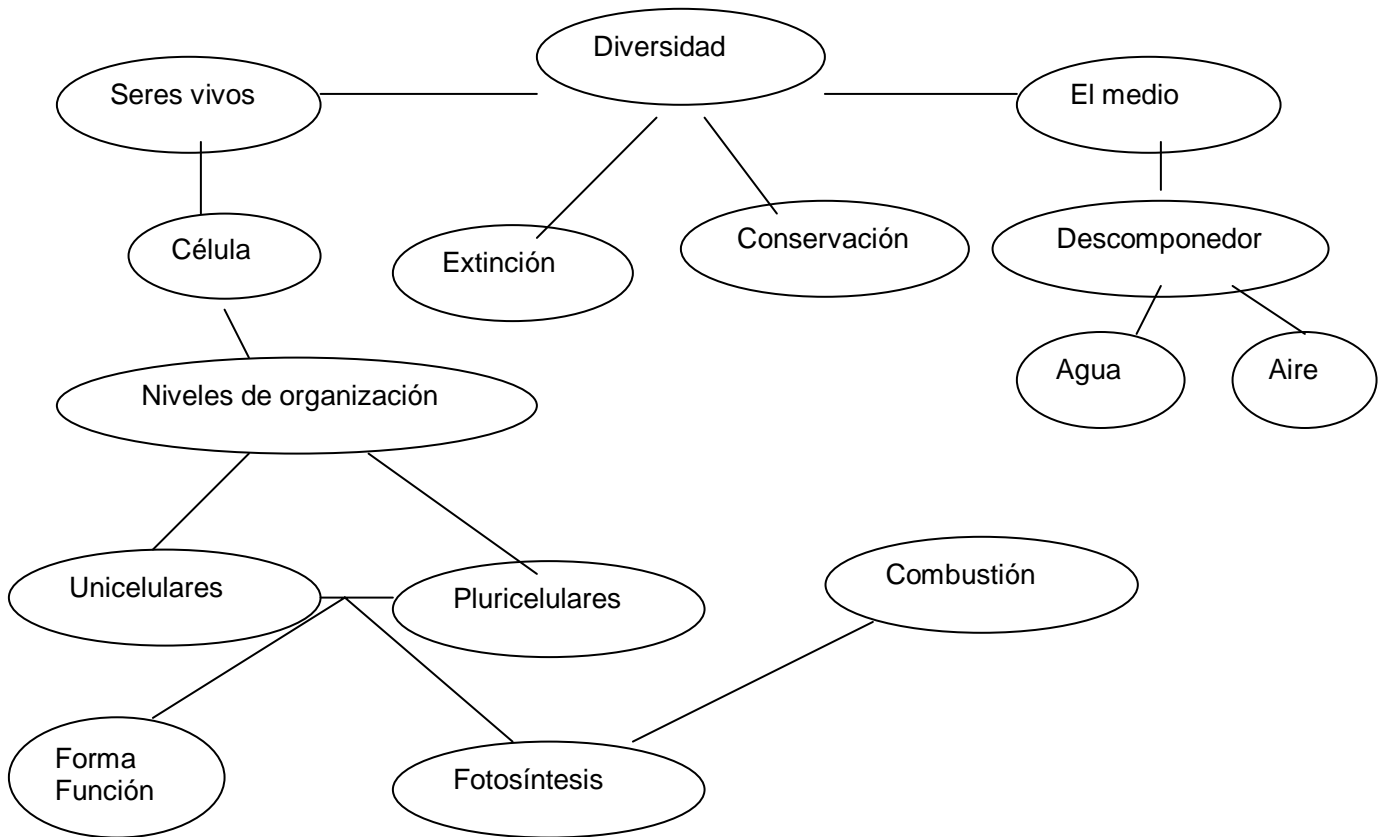 Diversidad
Seres vivos
El medio
Célula
Extinción
Conservación
Descomponedor
Agua
Aire
Niveles de organización
Unicelulares
Pluricelulares
Combustión
Forma
Función
Fotosíntesis